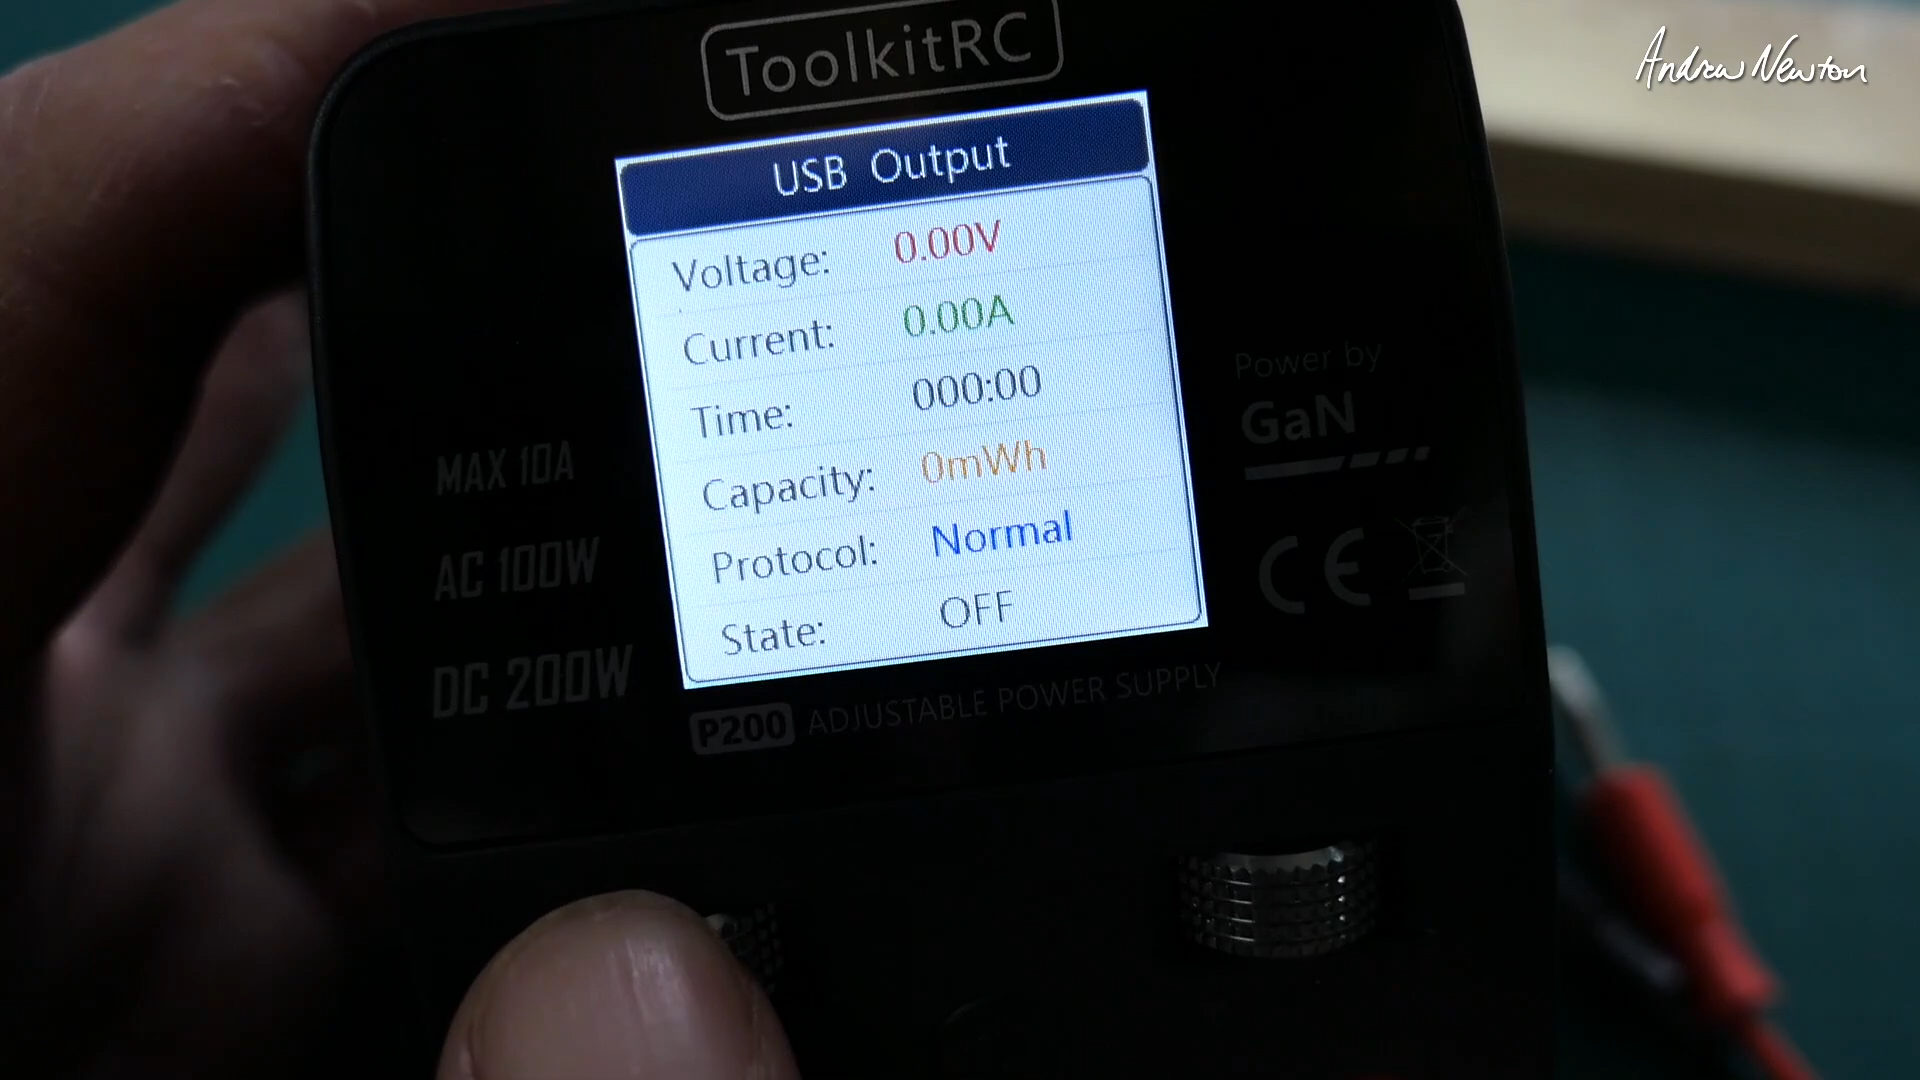 Andrew Newton
ToolkitRC
USB Output
Voltage: 0.00V
Current: 0.00A
Time: 000:00
Capacity: 0mWh
Protocol: Normal
State: OFF
MAX 10A
AC 100W
DC 200W
Power by
GaN
CE
P200 ADJUSTABLE POWER SUPPLY